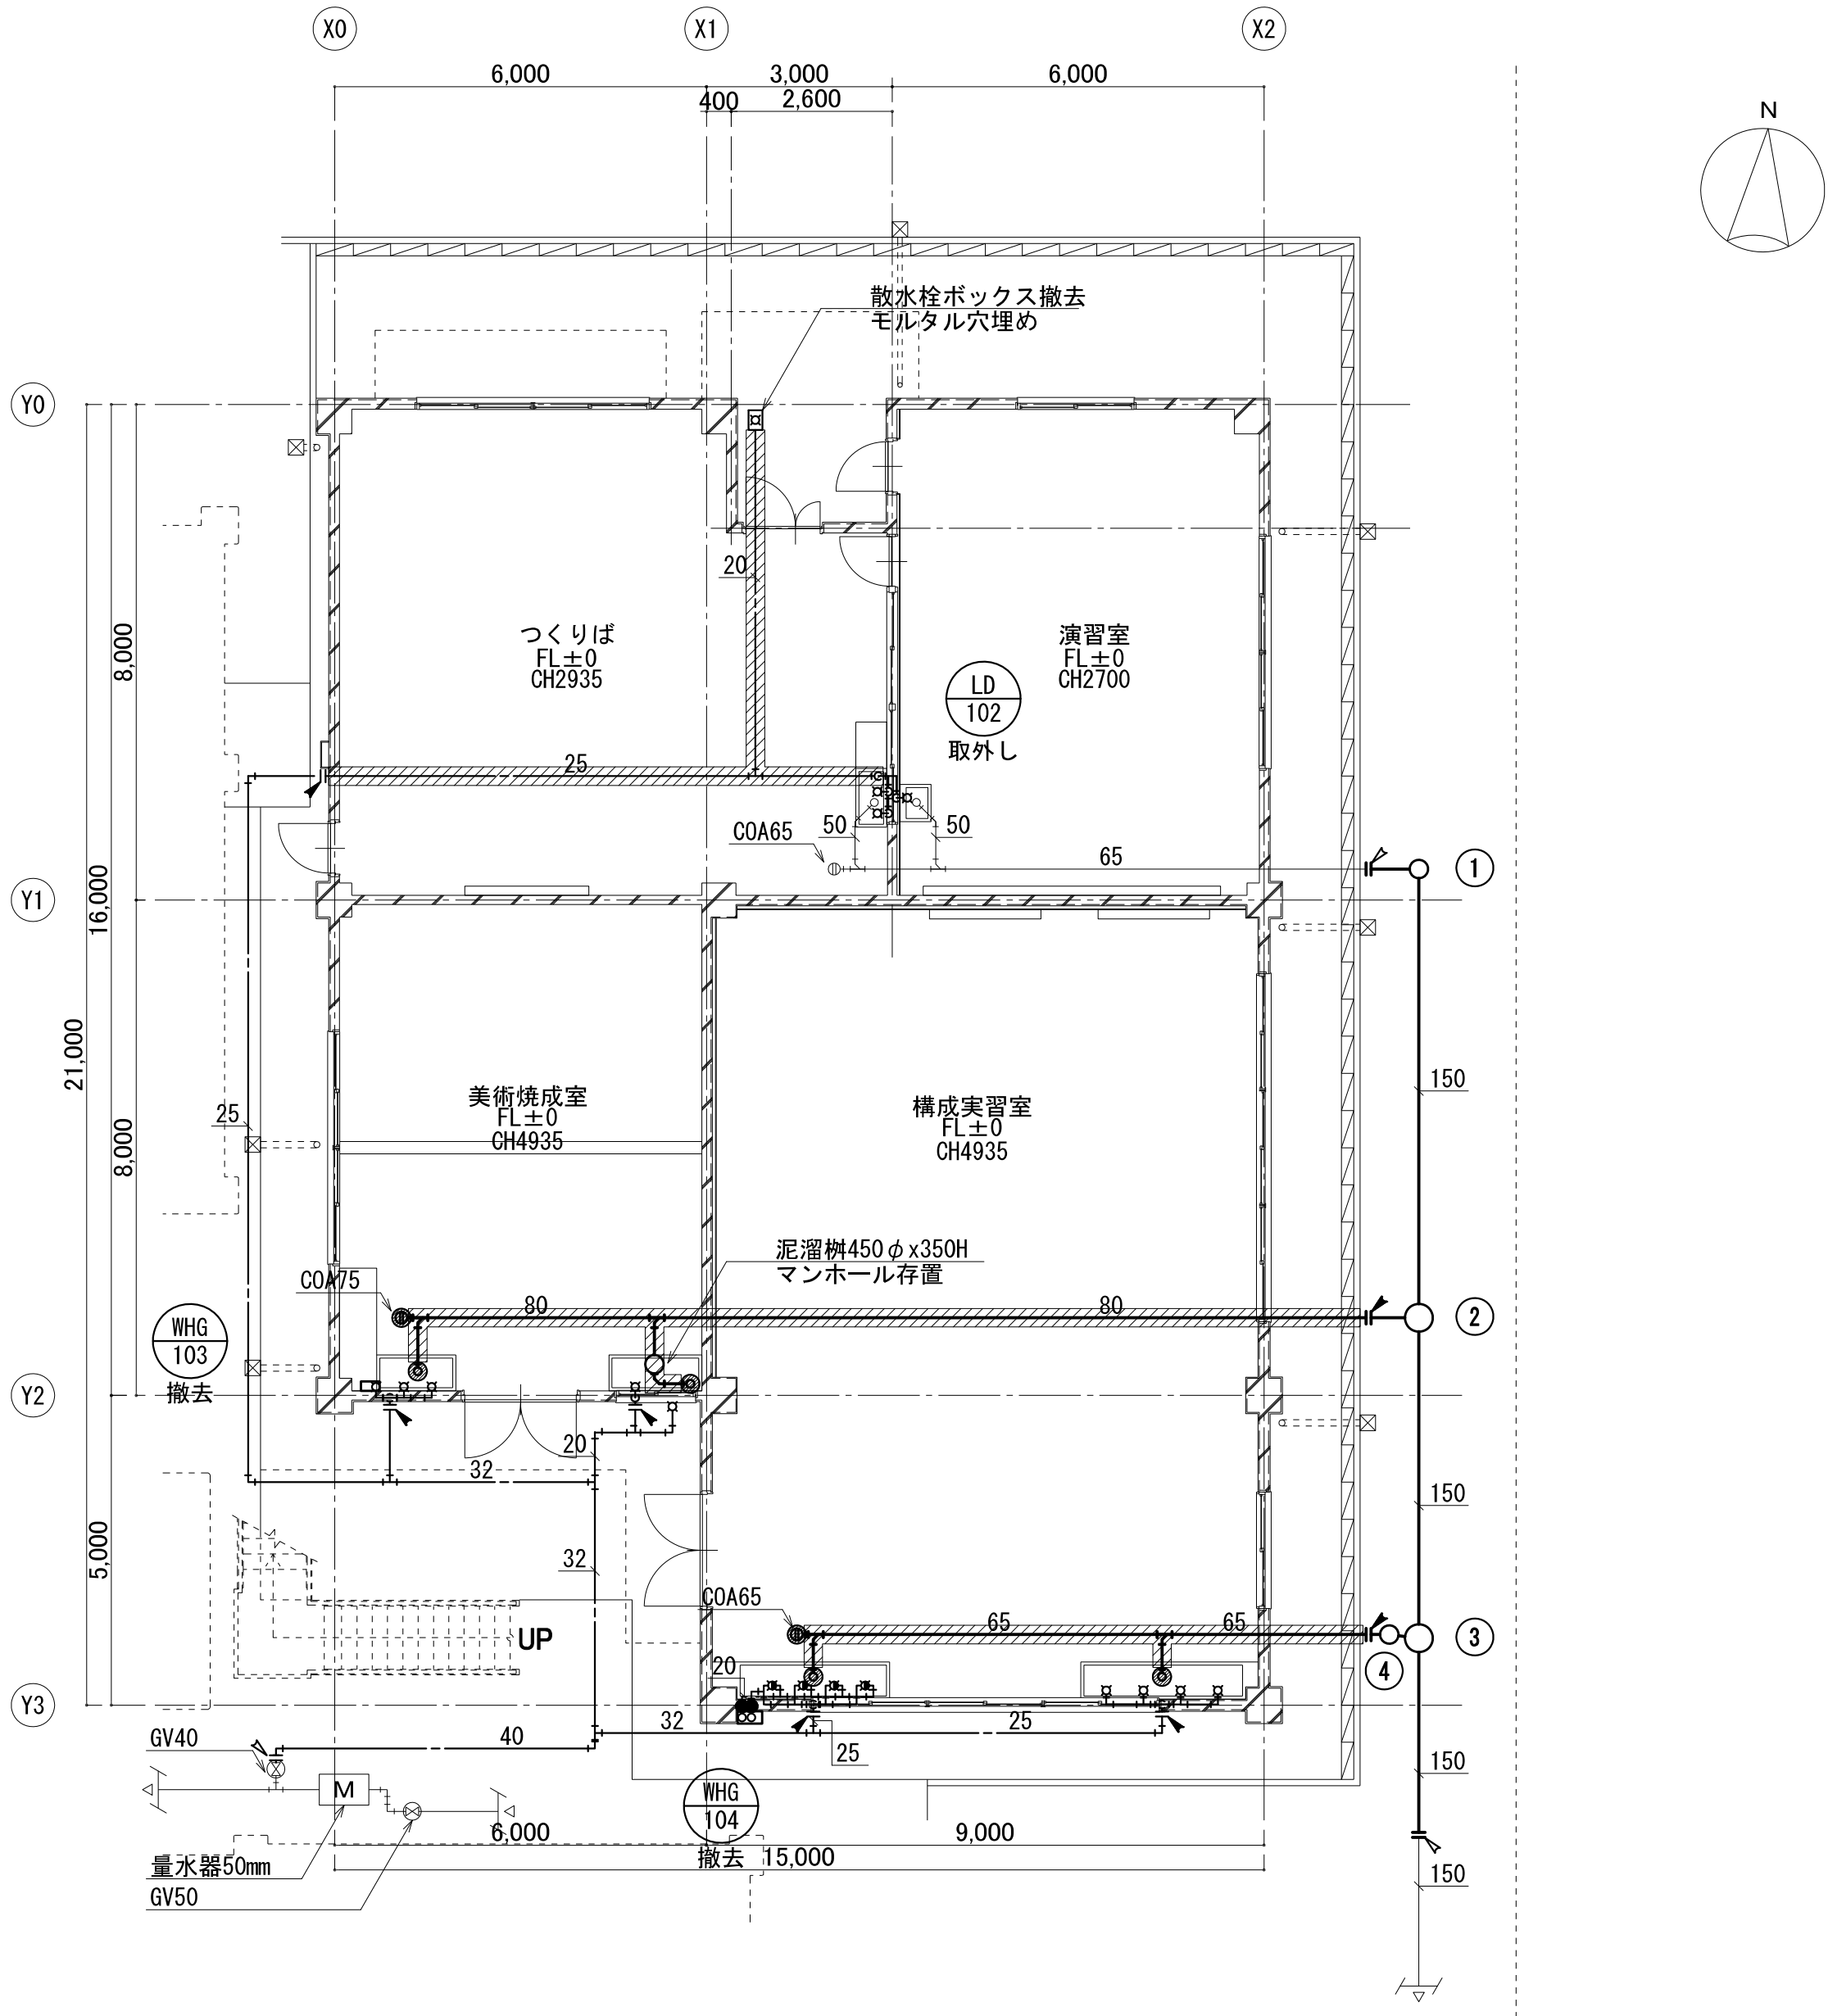 X0
X1
X2
N
6,000
3,000
6,000
400
2,600
散水栓ボックス撤去
モルタル穴埋め
Y0
20
つくりば
FL±0
CH2935
演習室
FL±0
CH2700
8,000
LD
102
取外し
25
COA65
50
50
65
1
Y1
16,000
21,000
150
美術焼成室
FL±0
CH4935
構成実習室
FL±0
CH4935
25
8,000
泥溜桝450φx350H
マンホール存置
COA75
80
80
2
WHG
103
撤去
Y2
20
32
150
5,000
32
COA65
65
65
3
4
UP
20
Y3
GV40
40
32
25
25
150
M
WHG
104
撤去
6,000
9,000
15,000
量水器50mm
GV50
150